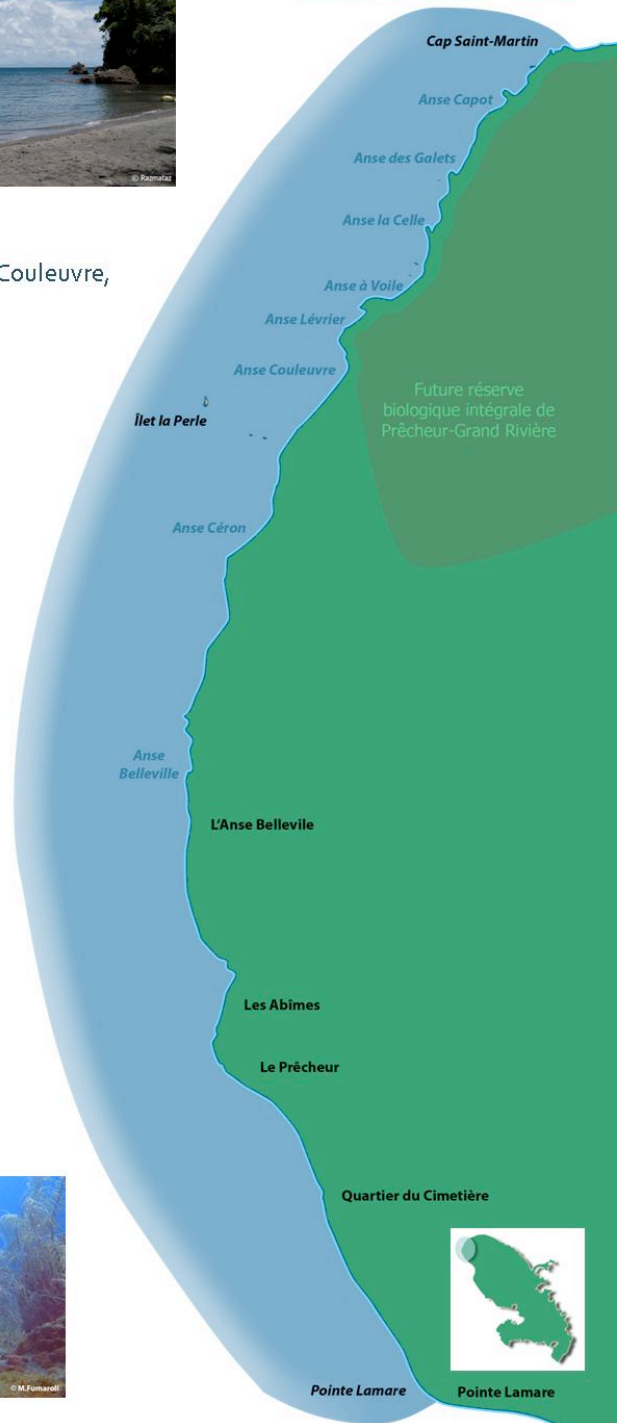 Cap Saint-Martin
Anse Capot
© Razmataz
Anse des Galets
Anse la Celle
Couleuvre,
Anse à Voile
Anse Lévrier
Anse Couleuvre
Future réserve
biologique intégrale de
Prêcheur-Grand Rivière
Îlet la Perle
Anse Céron
Anse
Belleville
L'Anse Bellevile
Les Abîmes
Le Prêcheur
Quartier du Cimetière
© M.Fumaroli
Pointe Lamare
Pointe Lamare